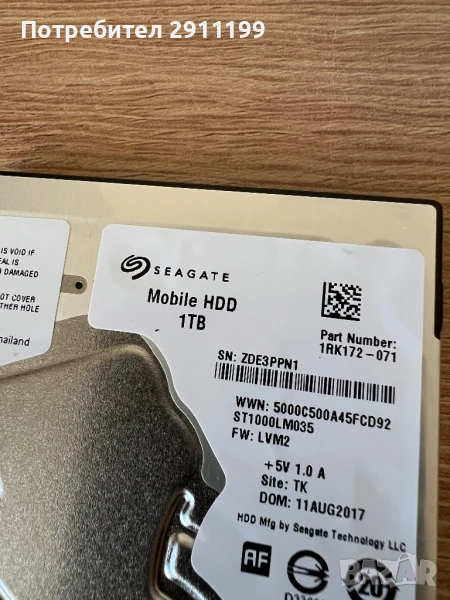 Потребител 2911199
IS VOID IF
EAL IS
DAMAGED
OT COVER
THER HOLE
hailand
SEAGATE
Mobile HDD
1TB
Part Number:
1RK172-071
SN: ZDE3PPN1
WWN: 5000C500A45FCD92
ST1000LM035
FW: LVM2
+5V 1.0 A
Site: TK
DOM: 11AUG2017
HDD Mfg by Seagate Technology LLC
AF
20
bazar